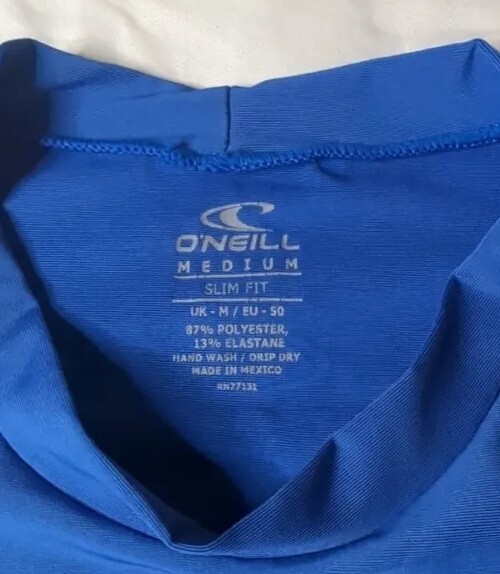 O'NEILL
MEDIUM
SLIM FIT
UK - M / EU - 50
87% POLYESTER,
13% ELASTANE
HAND WASH / DRIP DRY
MADE IN MEXICO
RN77131